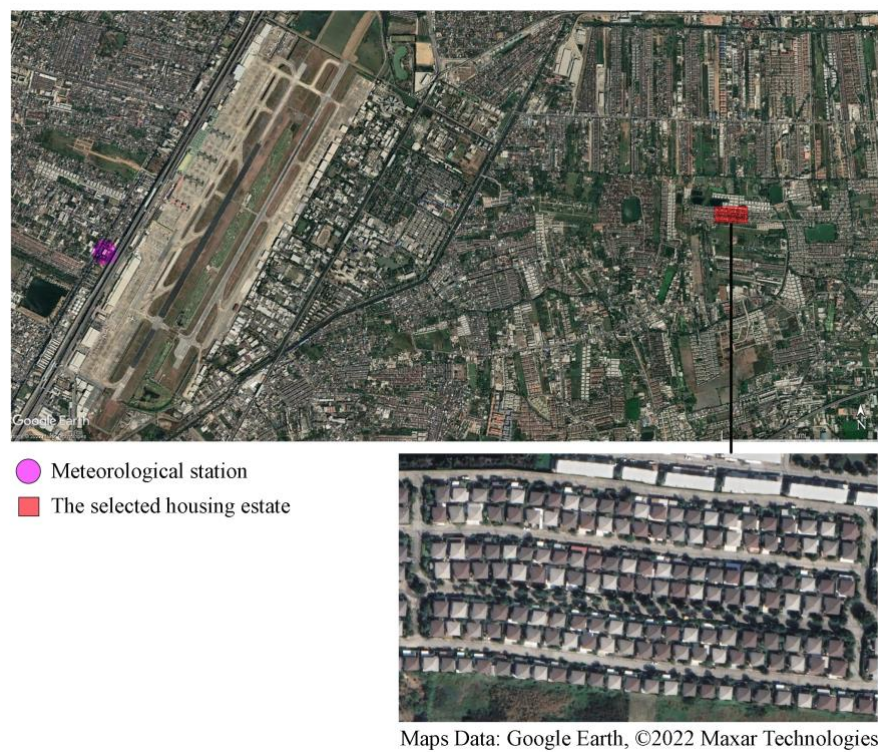 Google Earth
N
Meteorological station
The selected housing estate
Maps Data: Google Earth, ©2022 Maxar Technologies